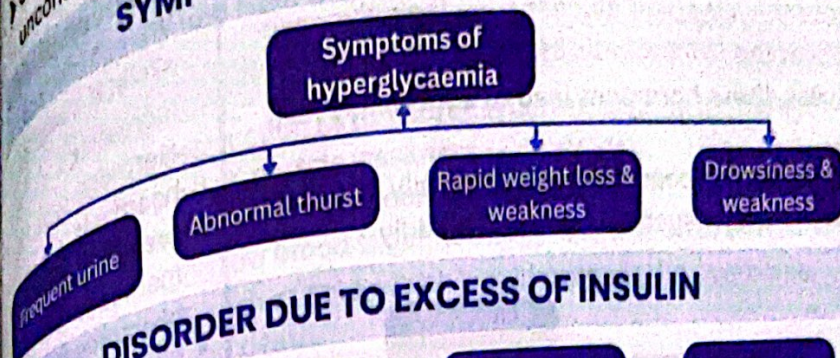 uncon
SYM
Symptoms of
hyperglycaemia
Frequent urine
Abnormal thurst
Rapid weight loss &
weakness
Drowsiness &
weakness
DISORDER DUE TO EXCESS OF INSULIN